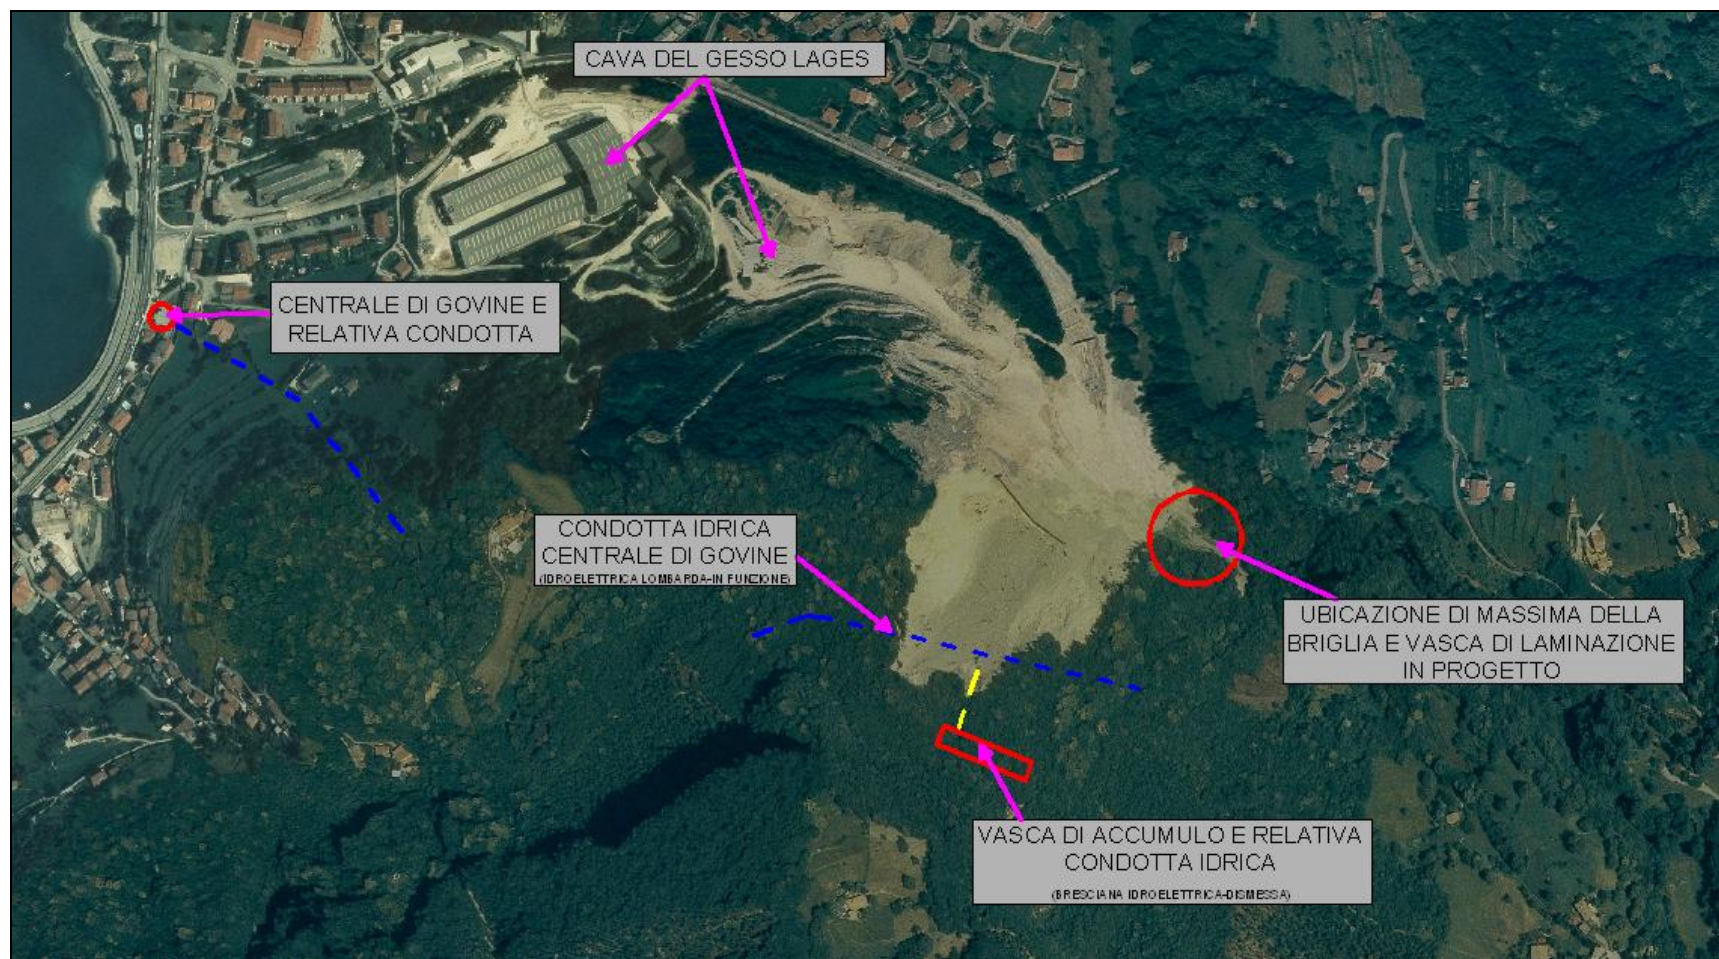 CAVA DEL GESSO LAGES
CENTRALE DI GOVINE E
RELATIVA CONDOTTA
CONDOTTA IDRICA
CENTRALE DI GOVINE
(IDROELETTRICA LOMBARDA-IN FUNZIONE)
UBICAZIONE DI MASSIMA DELLA
BRIGLIA E VASCA DI LAMINAZIONE
IN PROGETTO
VASCA DI ACCUMULO E RELATIVA
CONDOTTA IDRICA
(BRESCIANA IDROELETTRICA-DISMESSA)